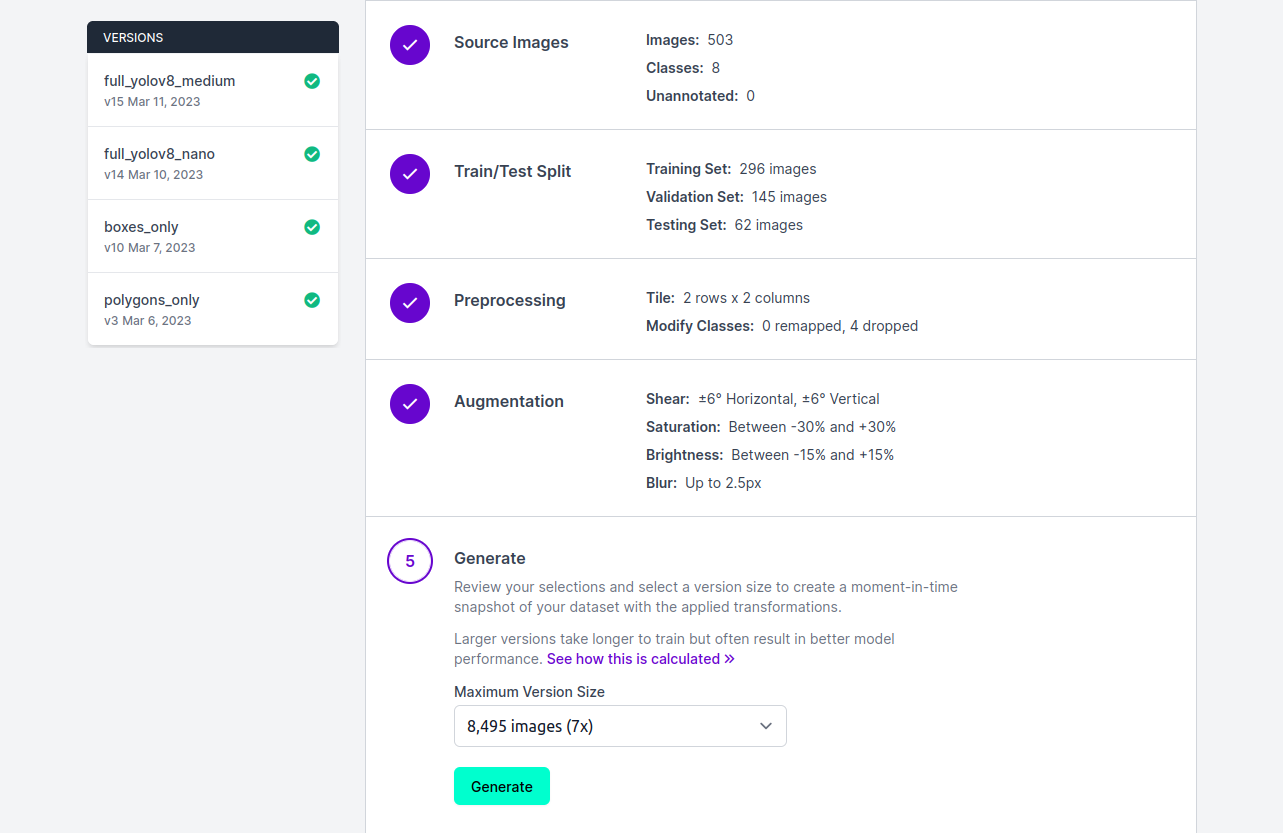 VERSIONS
full_yolov8_medium
v15 Mar 11, 2023
full_yolov8_nano
v14 Mar 10, 2023
boxes_only
v10 Mar 7, 2023
polygons_only
v3 Mar 6, 2023
Source Images
Images: 503
Classes: 8
Unannotated: 0
Train/Test Split
Training Set: 296 images
Validation Set: 145 images
Testing Set: 62 images
Preprocessing
Tile: 2 rows x 2 columns
Modify Classes: 0 remapped, 4 dropped
Augmentation
Shear: ±6° Horizontal, ±6° Vertical
Saturation: Between -30% and +30%
Brightness: Between -15% and +15%
Blur: Up to 2.5px
5
Generate
Review your selections and select a version size to create a moment-in-time
snapshot of your dataset with the applied transformations.
Larger versions take longer to train but often result in better model
performance. See how this is calculated »
Maximum Version Size
8,495 images (7x)
Generate